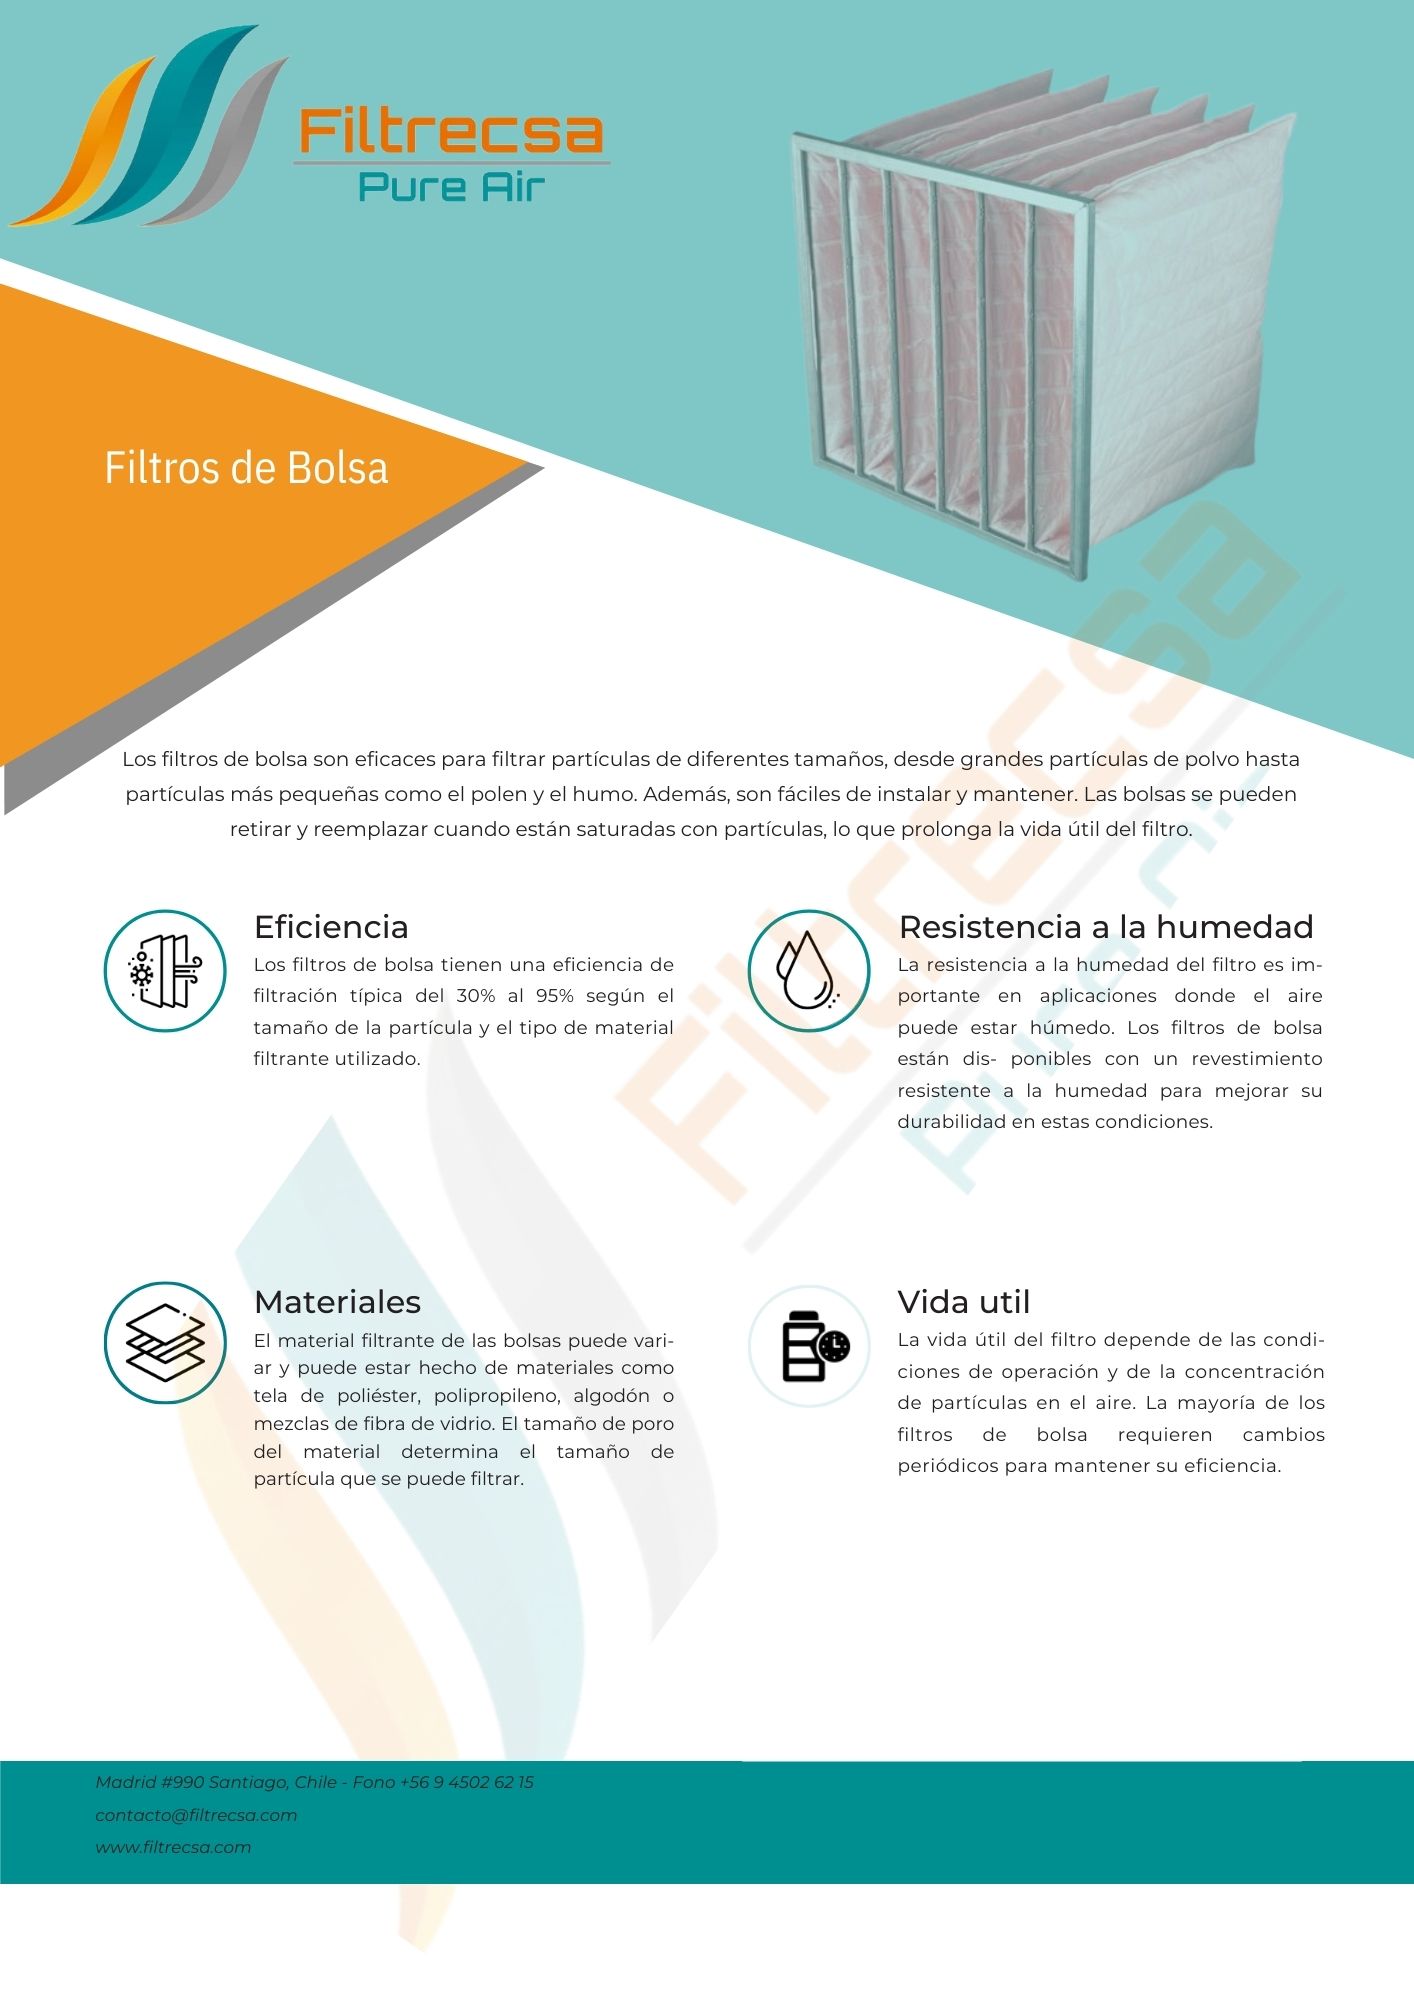 Filtrecsa
Pure Air
Filtros de Bolsa
Los filtros de bolsa son eficaces para filtrar partículas de diferentes tamaños, desde grandes partículas de polvo hasta
partículas más pequeñas como el polen y el humo. Además, son fáciles de instalar y mantener. Las bolsas se pueden
retirar y reemplazar cuando están saturadas con partículas, lo que prolonga la vida útil del filtro.
Eficiencia
Los filtros de bolsa tienen una eficiencia de
filtración típica del 30% al 95% según el
tamaño de la partícula y el tipo de material
filtrante utilizado.
Resistencia a la humedad
La resistencia a la humedad del filtro es im-
portante en aplicaciones donde el aire
puede estar húmedo. Los filtros de bolsa
están dis- ponibles con un revestimiento
resistente a la humedad para mejorar su
durabilidad en estas condiciones.
Materiales
El material filtrante de las bolsas puede vari-
ar y puede estar hecho de materiales como
tela de poliéster, polipropileno, algodón o
mezclas de fibra de vidrio. El tamaño de poro
del material determina el tamaño de
partícula que se puede filtrar.
Vida util
La vida útil del filtro depende de las condi-
ciones de operación y de la concentración
de partículas en el aire. La mayoría de los
filtros de bolsa requieren cambios
periódicos para mantener su eficiencia.
Filtrecsa
Pure Air
Madrid #990 Santiago, Chile - Fono +56 9 4502 62 15
contacto@filtrecsa.com
www.filtrecsa.com